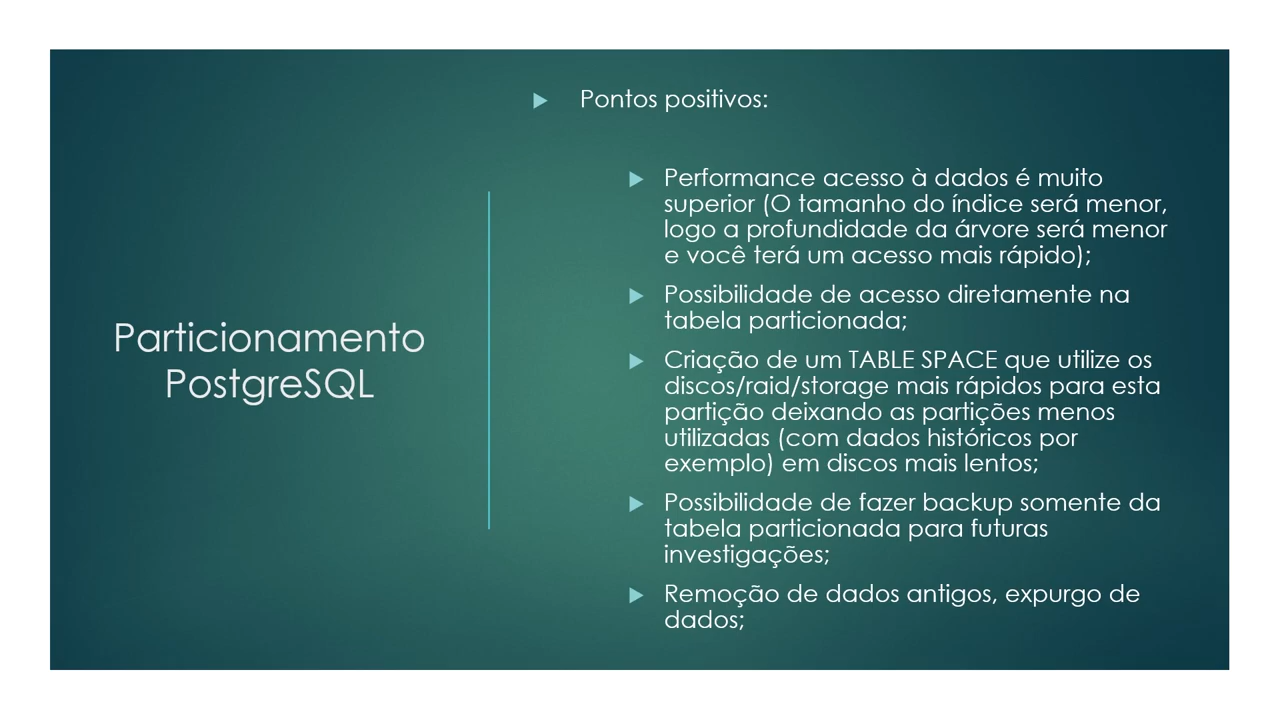 Particionamento
PostgreSQL
Pontos positivos:
Performance acesso à dados é muito
superior (O tamanho do índice será menor,
logo a profundidade da árvore será menor
e você terá um acesso mais rápido);
Possibilidade de acesso diretamente na
tabela particionada;
Criação de um TABLE SPACE que utilize os
discos/raid/storage mais rápidos para esta
partição deixando as partições menos
utilizadas (com dados históricos por
exemplo) em discos mais lentos;
Possibilidade de fazer backup somente da
tabela particionada para futuras
investigações;
Remoção de dados antigos, expurgo de
dados;